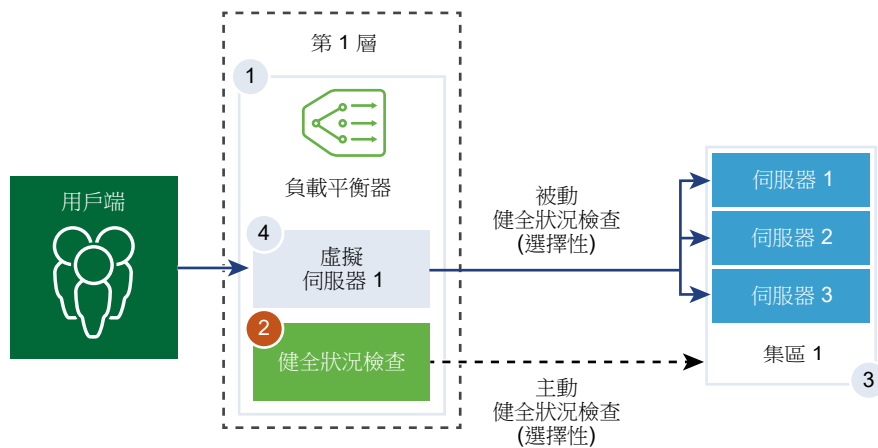 第 1 層
1
負載平衡器
用戶端
4
虛擬
伺服器 1
2
健全狀況檢查
被動
健全狀況檢查
(選擇性)
主動
健全狀況檢查
(選擇性)
伺服器 1
伺服器 2
伺服器 3
集區 1
3